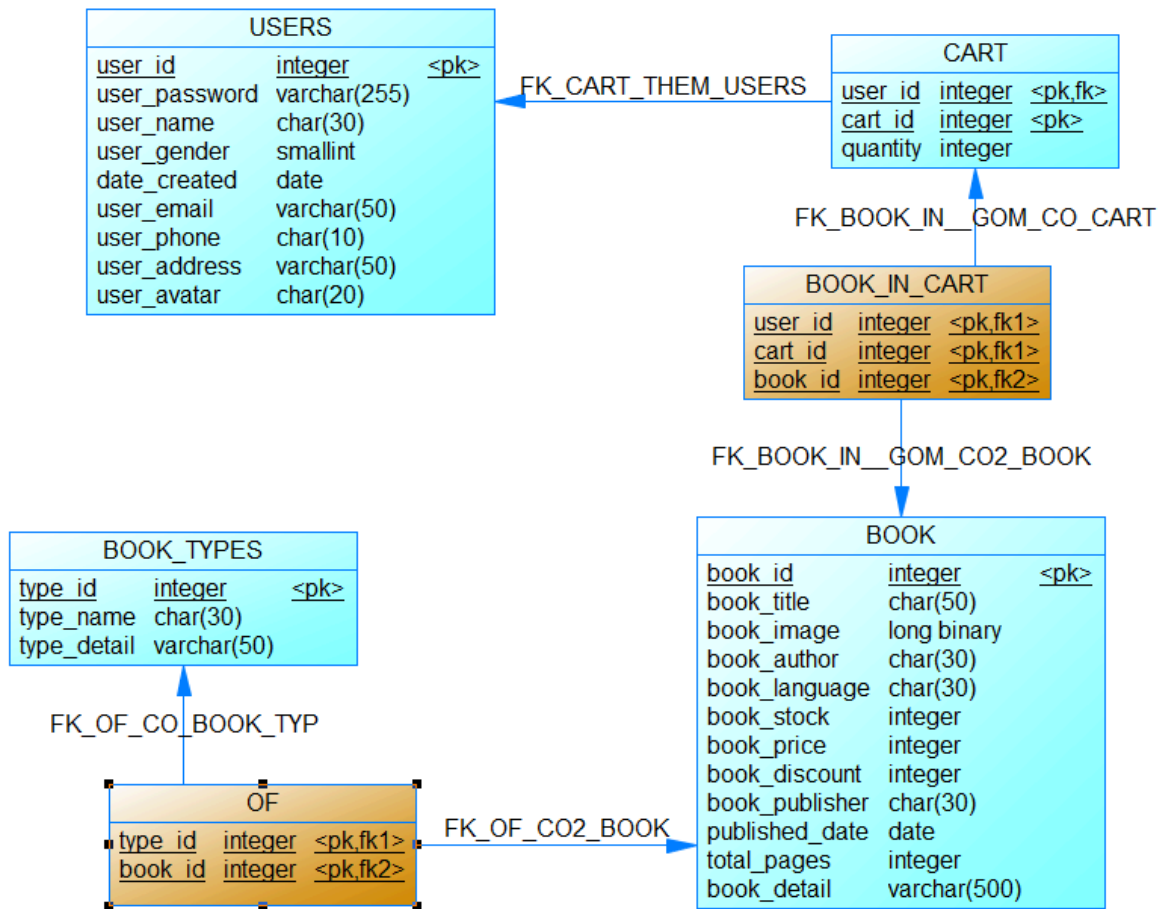 USERS
user_id integer <pk>
user_password varchar(255)
user_name char(30)
user_gender smallint
date_created date
user_email varchar(50)
user_phone char(10)
user_address varchar(50)
user_avatar char(20)
FK_CART_THEM_USERS
CART
user_id integer <pk,fk>
cart_id integer <pk>
quantity integer
FK_BOOK_IN__GOM_CO_CART
BOOK_IN_CART
user_id integer <pk,fk1>
cart_id integer <pk,fk1>
book_id integer <pk,fk2>
FK_BOOK_IN__GOM_CO2_BOOK
BOOK_TYPES
type_id integer <pk>
type_name char(30)
type_detail varchar(50)
FK_OF_CO_BOOK_TYP
OF
type_id integer <pk,fk1>
book_id integer <pk,fk2>
FK_OF_CO2_BOOK
BOOK
book_id integer <pk>
book_title char(50)
book_image long binary
book_author char(30)
book_language char(30)
book_stock integer
book_price integer
book_discount integer
book_publisher char(30)
published_date date
total_pages integer
book_detail varchar(500)